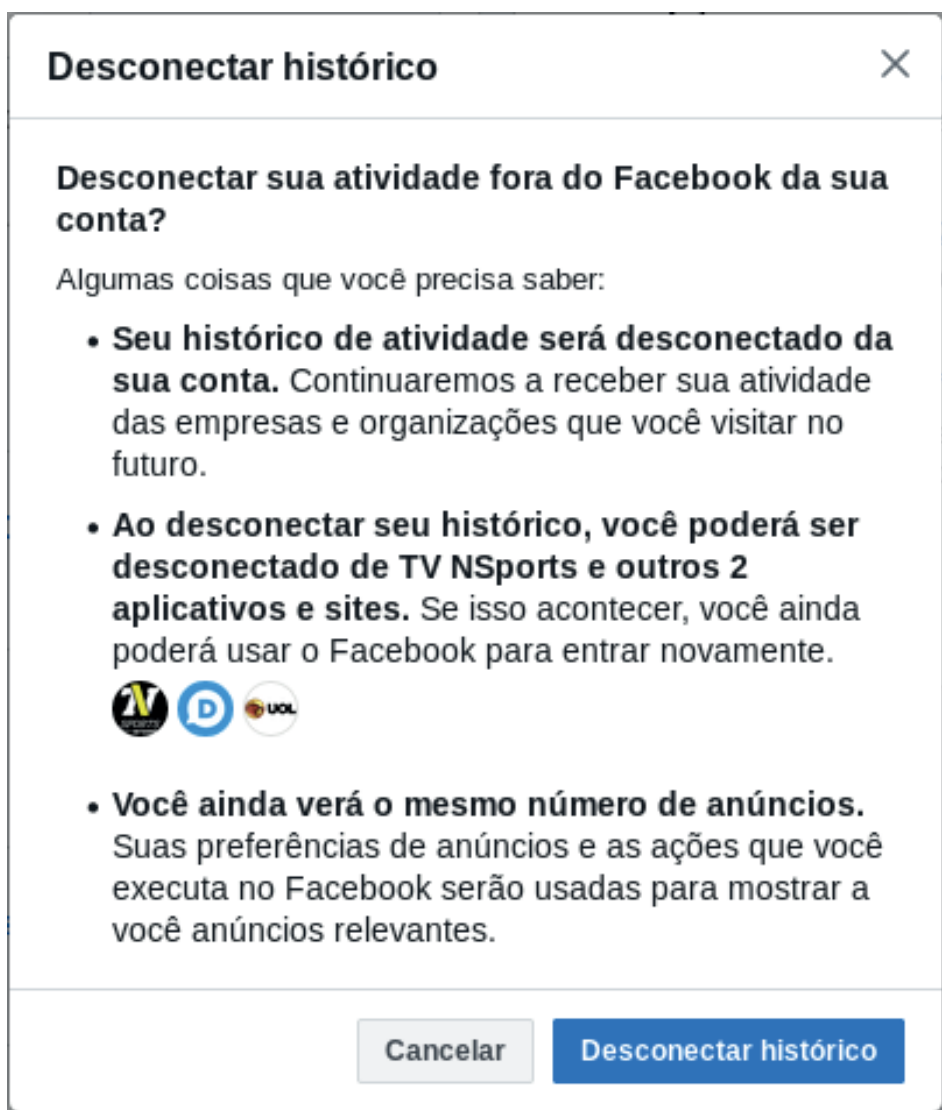 Desconectar histórico
Desconectar sua atividade fora do Facebook da sua
conta?
Algumas coisas que você precisa saber:
• Seu histórico de atividade será desconectado da
sua conta. Continuaremos a receber sua atividade
das empresas e organizações que você visitar no
futuro.
• Ao desconectar seu histórico, você poderá ser
desconectado de TV NSports e outros 2
aplicativos e sites. Se isso acontecer, você ainda
poderá usar o Facebook para entrar novamente.
N SPORTS D UOL
• Você ainda verá o mesmo número de anúncios.
Suas preferências de anúncios e as ações que você
executa no Facebook serão usadas para mostrar a
você anúncios relevantes.
Cancelar Desconectar histórico